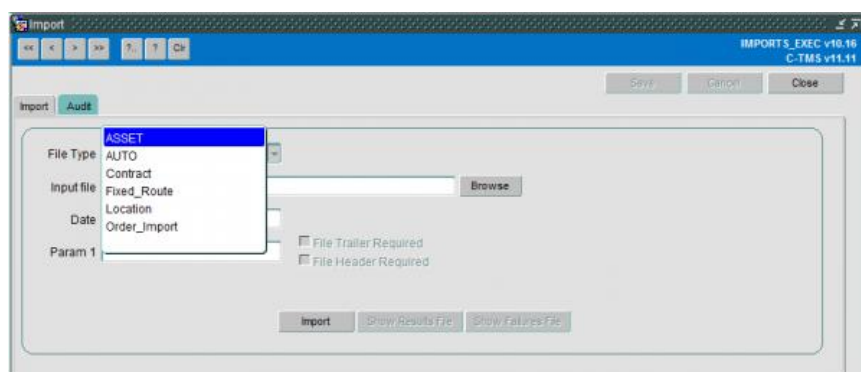 Import
<< < > >> ?.. ? Clr
IMPORTS_EXEC v10.16
C-TMS v11.11
Save Cancel Close
Import Audit
File Type
ASSET
AUTO
Contract
Fixed_Route
Location
Order_Import
Input file Browse
Date
Param 1
File Trailer Required
File Header Required
Import Show Results File Show Failures File